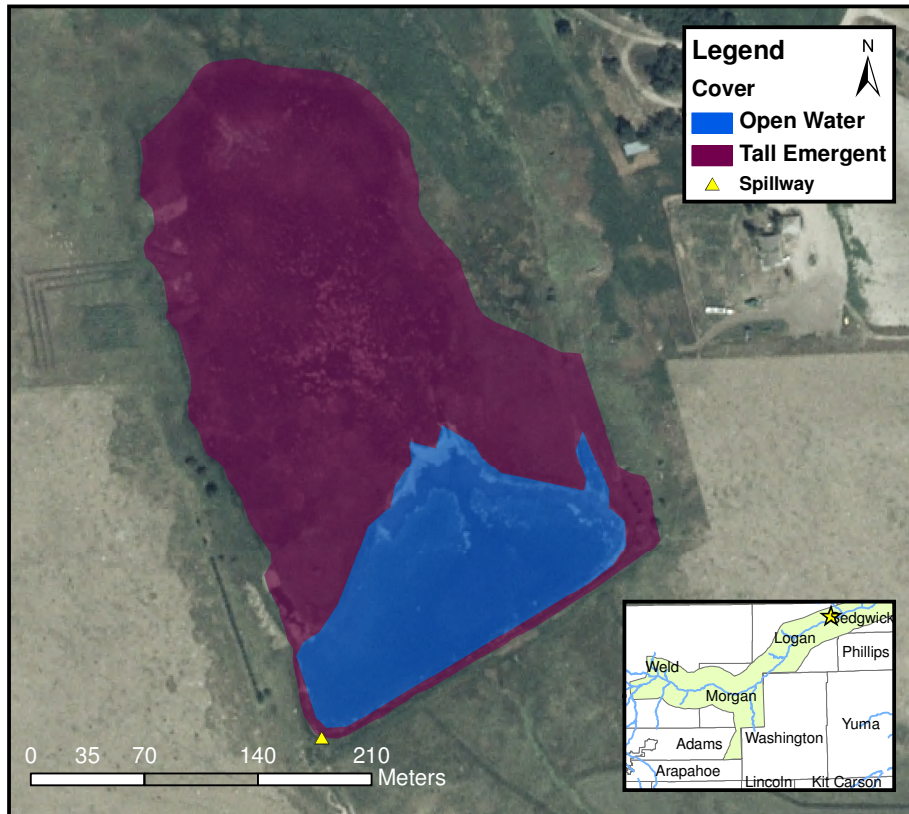 Legend
N
Cover
Open Water
Tall Emergent
Spillway
Sedgwick
Logan
Phillips
Weld
Morgan
Yuma
Adams
Washington
Arapahoe
Lincoln
Kit Carson
0 35 70 140 210
Meters